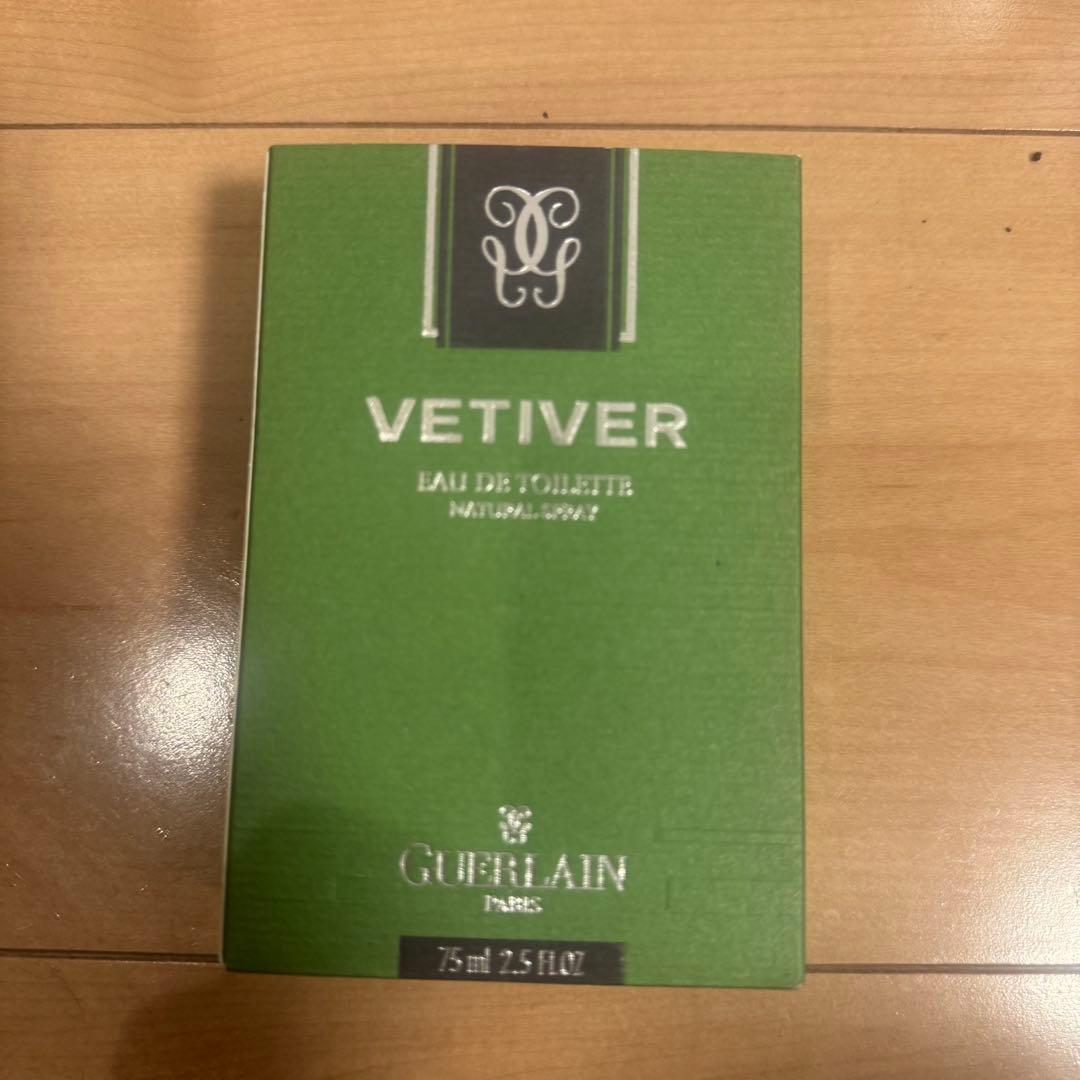 VETIVER
EAU DE TOILETTE
NATURAL SPRAY
GUERLAIN
PARIS
75 ml 2.5 FL.OZ